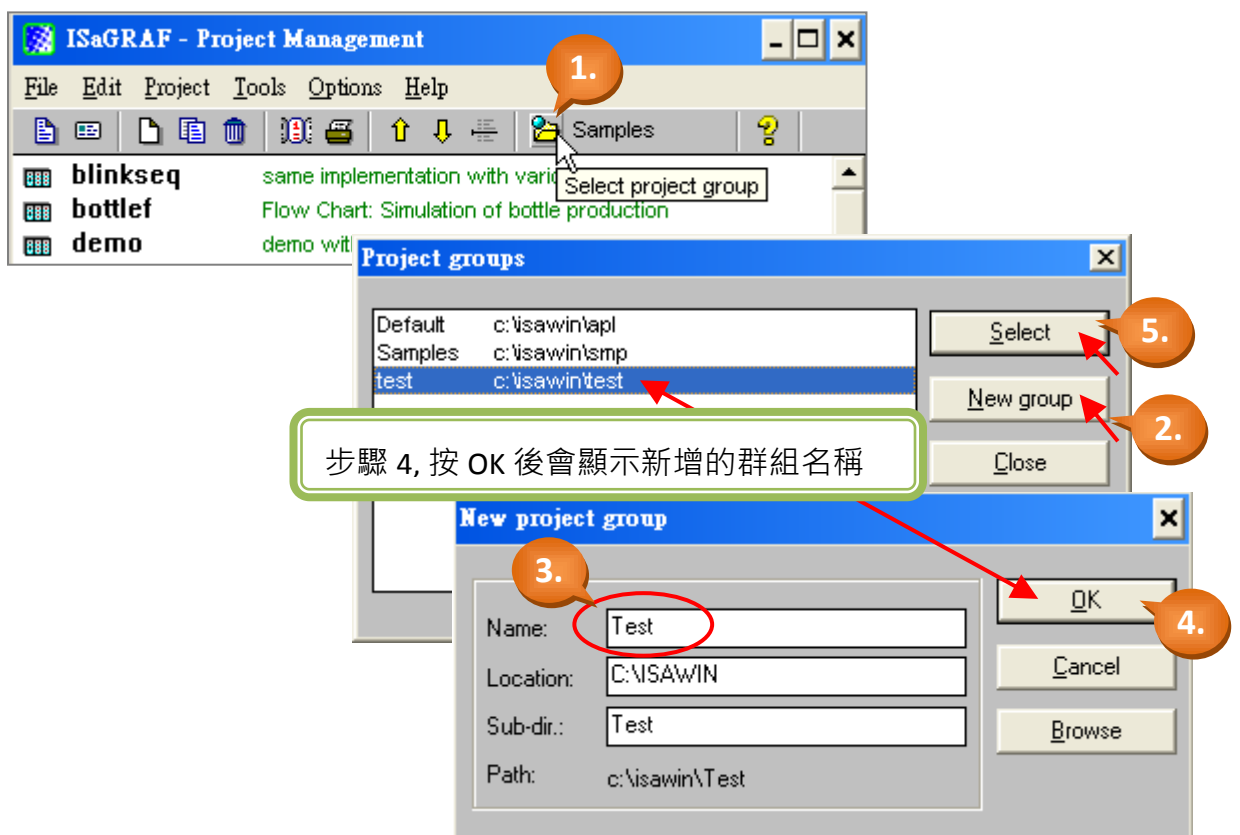 ISaGRAF - Project Management
1.
File Edit Project Tools Options Help
Samples
blinkseq same implementation with vario
Select project group
bottlef Flow Chart: Simulation of bottle production
demo demo wit
Project groups
Default c:\isawin\apl
Samples c:\isawin\smp
test c:\isawin\test
Select
5.
New group
2.
Close
步驟 4, 按 OK 後會顯示新增的群組名稱
New project group
3.
Name: Test
Location: C:\ISAWIN
Sub-dir.: Test
Path: c:\isawin\Test
OK
4.
Cancel
Browse